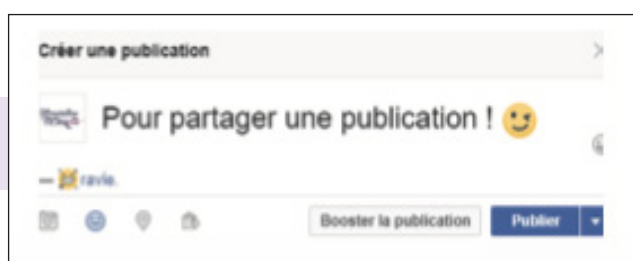 Créer une publication
Pour partager une publication ! 😉
— ravie.
Booster la publication Publier